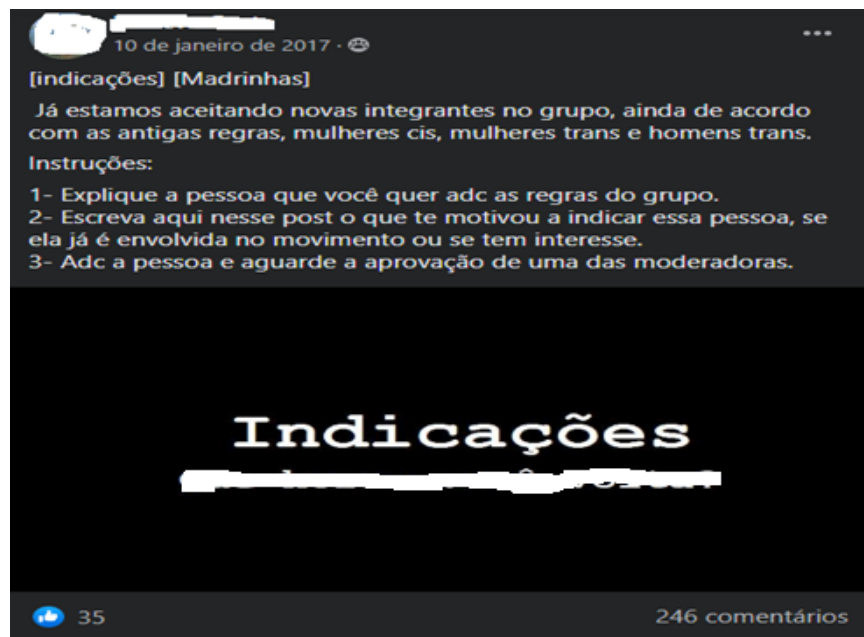 10 de janeiro de 2017 ·
[indicações] [Madrinhas]
Já estamos aceitando novas integrantes no grupo, ainda de acordo
com as antigas regras, mulheres cis, mulheres trans e homens trans.
Instruções:
1- Explique a pessoa que você quer adc as regras do grupo.
2- Escreva aqui nesse post o que te motivou a indicar essa pessoa, se
ela já é envolvida no movimento ou se tem interesse.
3- Adc a pessoa e aguarde a aprovação de uma das moderadoras.
Indicações
35
246 comentários